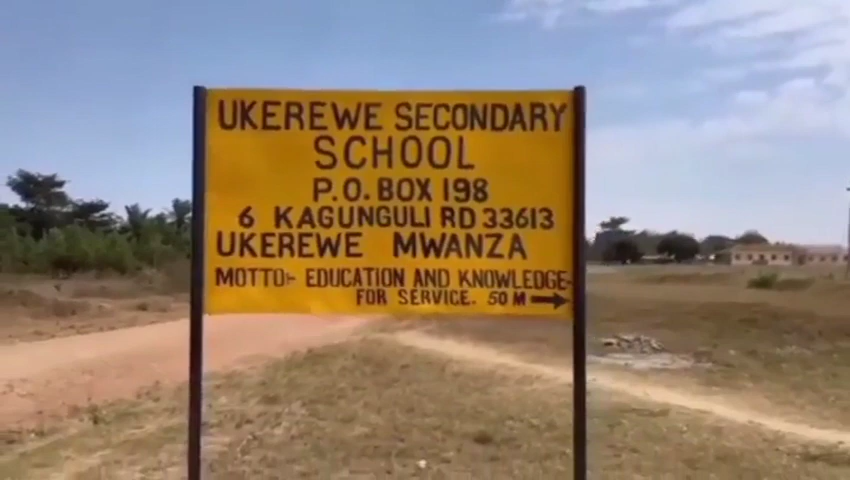 UKEREWE SECONDARY
SCHOOL
P.O. BOX 198
6 KAGUNGULI RD 33613
UKEREWE MWANZA
MOTTO:- EDUCATION AND KNOWLEDGE-
FOR SERVICE. 50 M →